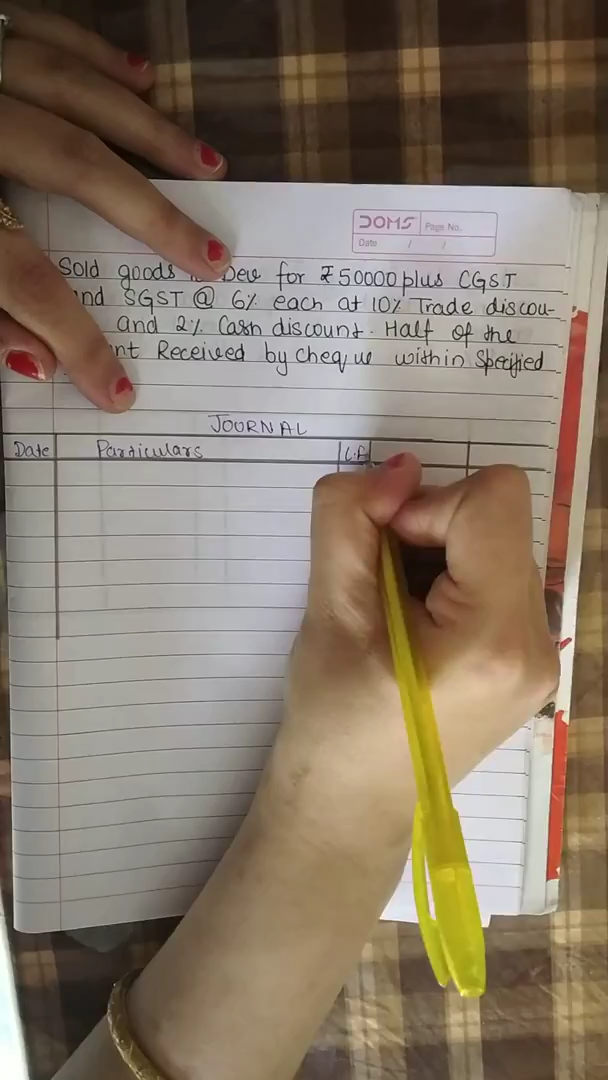 DOMS Page No.
Date / /
Sold goods Dev for ₹50000 plus CGST
and SGST @ 6% each at 10% Trade discou-
and 2% Cash discount. Half of the
Received by Cheque within Specified
JOURNAL
Date Particulars L.F